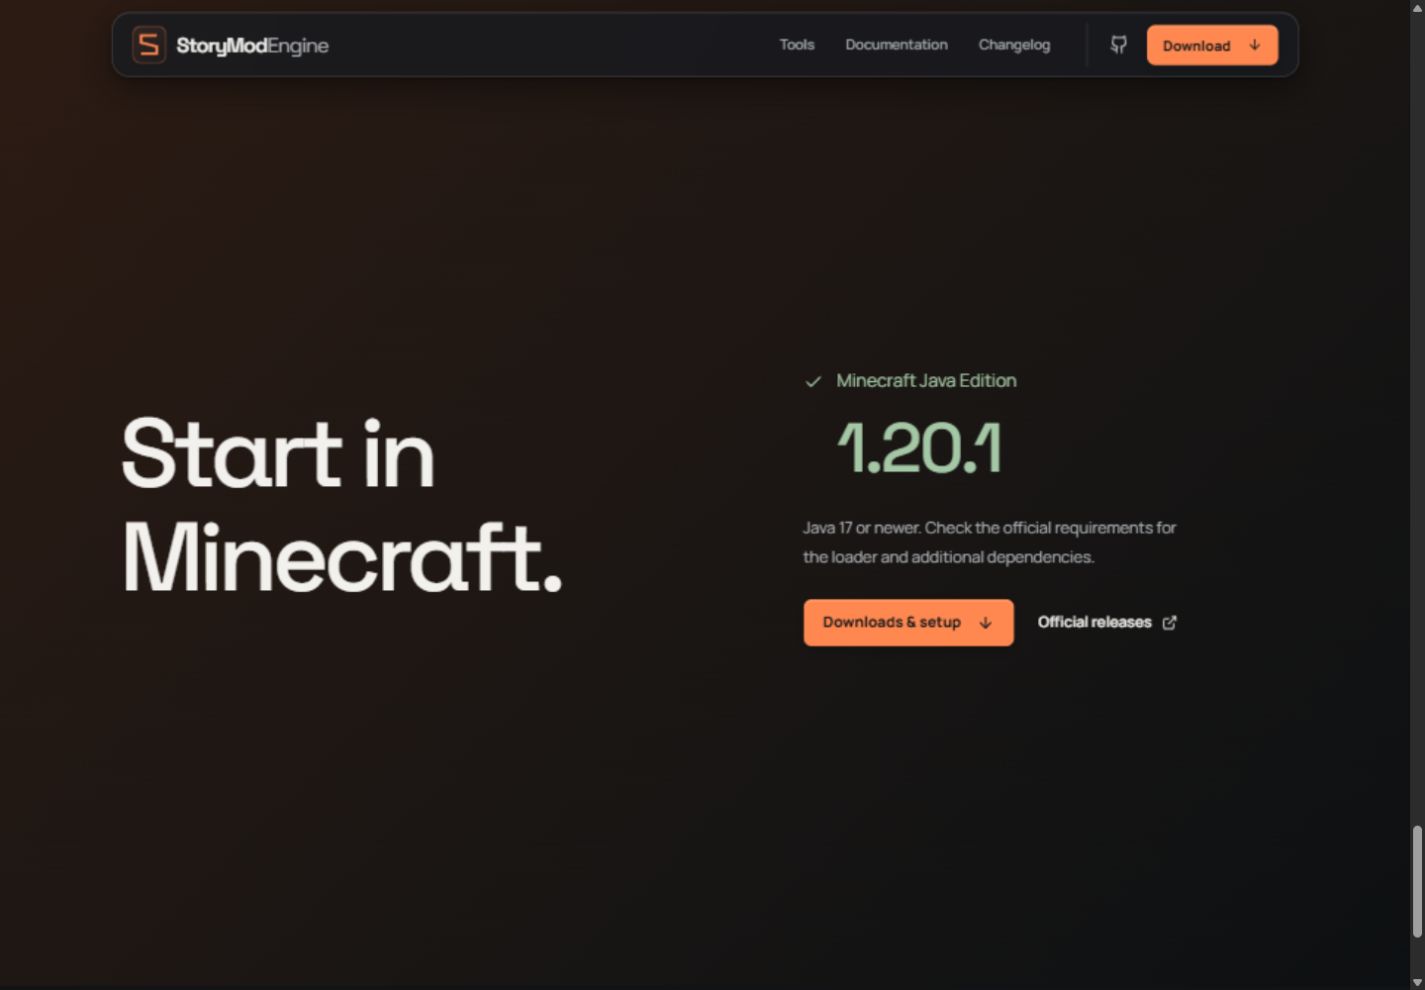 StoryModEngine
Tools
Documentation
Changelog
Download
Start in
Minecraft.
Minecraft Java Edition
1.20.1
Java 17 or newer. Check the official requirements for
the loader and additional dependencies.
Downloads & setup
Official releases